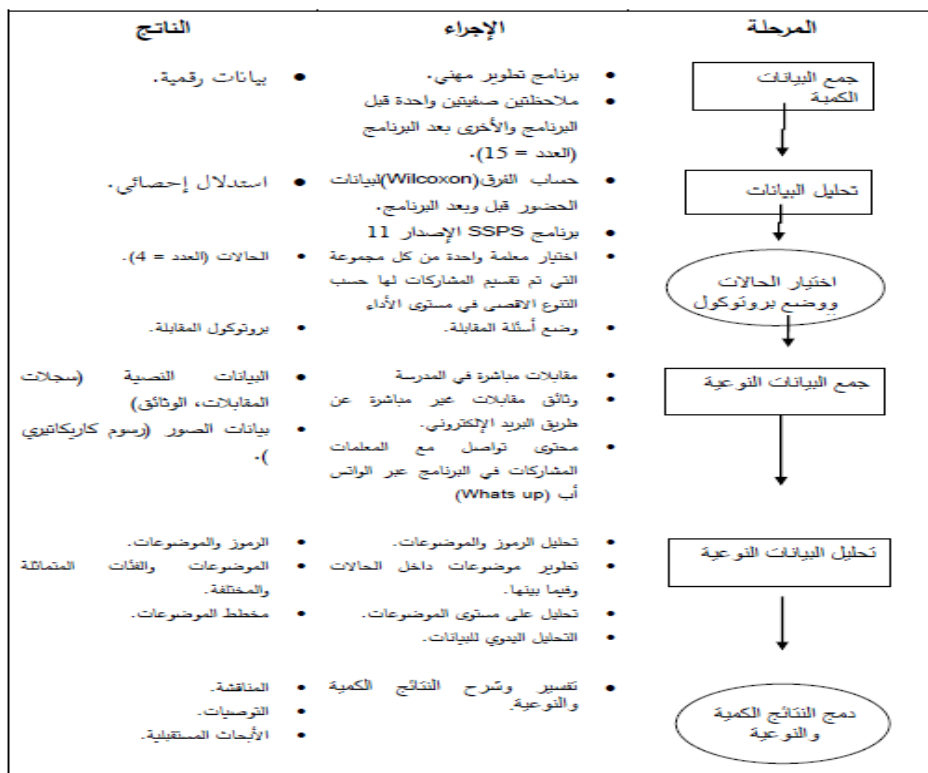 المرحلة
الإجراء
الناتج
جمع البيانات
الكمية
• برنامج تطوير مهني.
• ملاحظتين صفيتين واحدة قبل
البرنامج والأخرى بعد البرنامج
(العدد = 15).
• بيانات رقمية.
تحليل البيانات
• حساب الفرق(Wilcoxon)لبيانات
الحضور قبل وبعد البرنامج.
• برنامج SSPS الإصدار 11
• استدلال إحصائي.
اختيار الحالات
ووضع بروتوكول
• اختيار معلمة واحدة من كل مجموعة
التي تم تقسيم المشاركات لها حسب
التنوع الاقصى في مستوى الأداء
• وضع أسئلة المقابلة.
• الحالات (العدد = 4).
• بروتوكول المقابلة.
جمع البيانات النوعية
• مقابلات مباشرة في المدرسة
• وثائق مقابلات غير مباشرة عن
طريق البريد الإلكتروني.
• محتوى تواصل مع المعلمات
المشاركات في البرنامج عبر الواتس
أب (Whats up)
• البيانات النصية (سجلات
المقابلات، الوثائق)
• بيانات الصور (رسوم كاريكاتيري
).
تحليل البيانات النوعية
• تحليل الرموز والموضوعات.
• تطوير موضوعات داخل الحالات
وفيما بينها.
• تحليل على مستوى الموضوعات.
• التحليل اليدوي للبيانات.
• الرموز والموضوعات.
• الموضوعات والفئات المتماثلة
والمختلفة.
• مخطط الموضوعات.
دمج النتائج الكمية
والنوعية
• تفسير وشرح النتائج الكمية
والنوعية.
• المناقشة.
• التوصيات.
• الأبحاث المستقبلية.